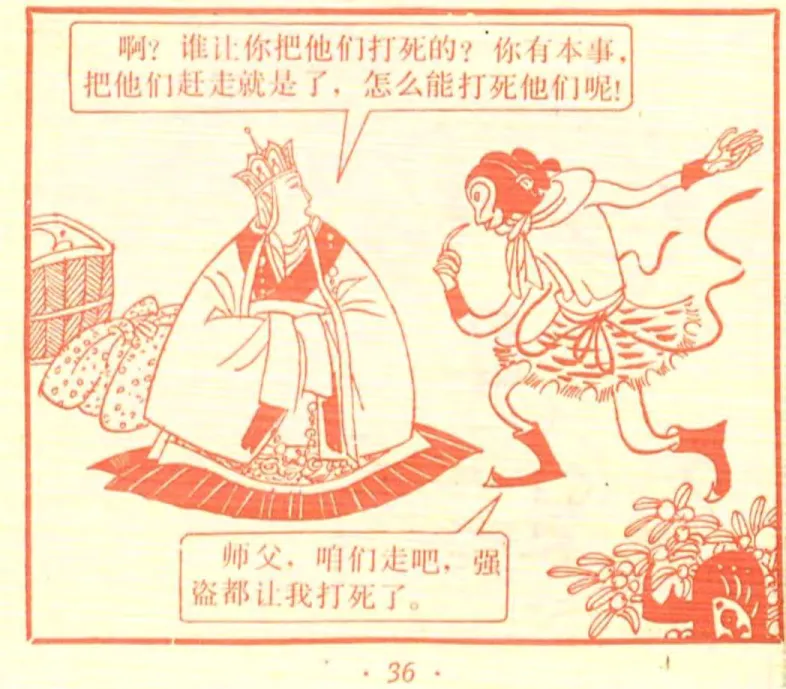 啊？谁让你把他们打死的？你有本事，
把他们赶走就是了，怎么能打死他们呢！
师父，咱们走吧，强
盗都让我打死了。
· 36 ·